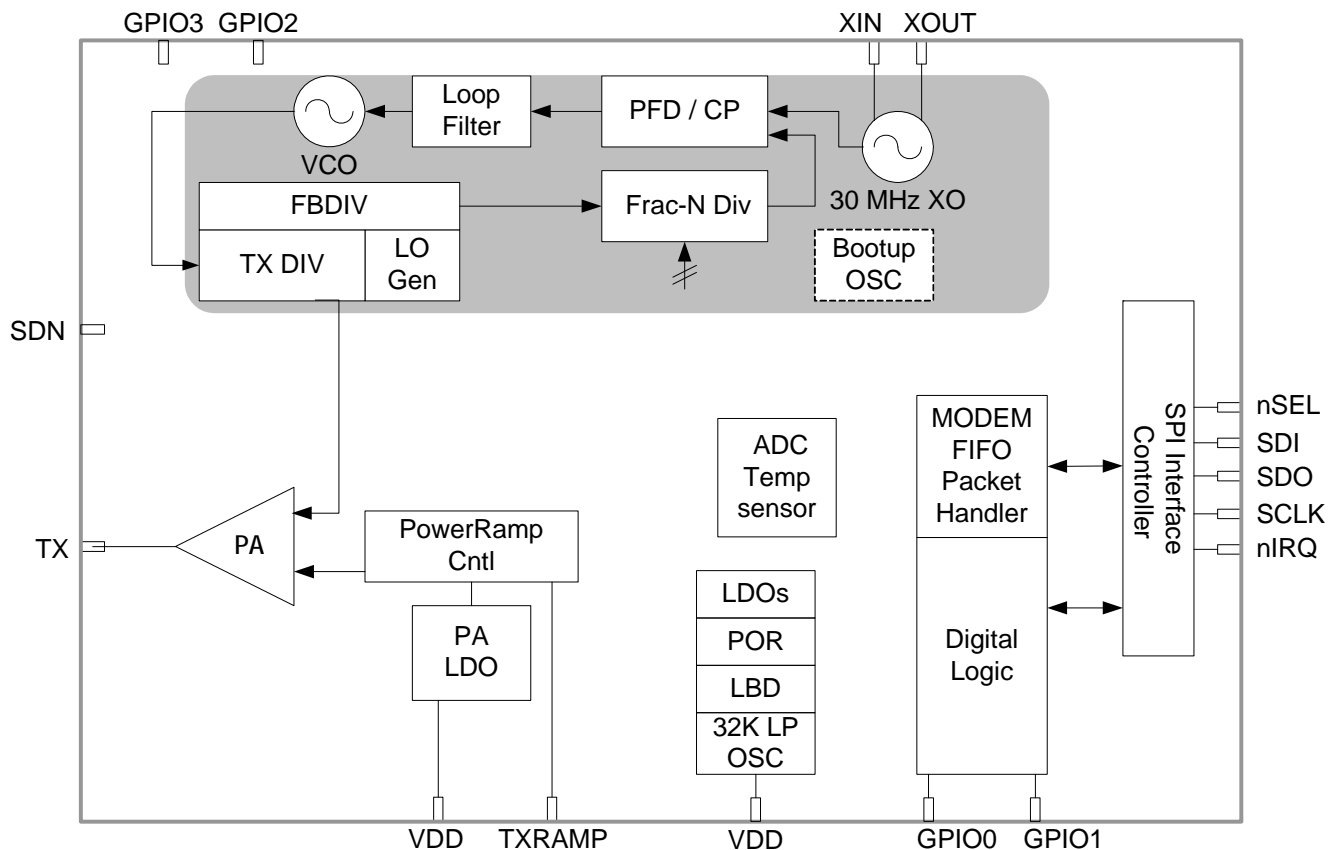 GPIO3 GPIO2 XIN XOUT
Loop
Filter
PFD / CP
VCO
30 MHz XO
FBDIV
TX DIV
LO
Gen
Frac-N Div
Bootup
OSC
SDN
nSEL
SDI
SDO
SCLK
nIRQ
SPI Interface
Controller
MODEM
FIFO
Packet
Handler
ADC
Temp
sensor
TX
PA
PowerRamp
Cntl
PA
LDO
LDOs
POR
LBD
32K LP
OSC
Digital
Logic
VDD TXRAMP VDD GPIO0 GPIO1